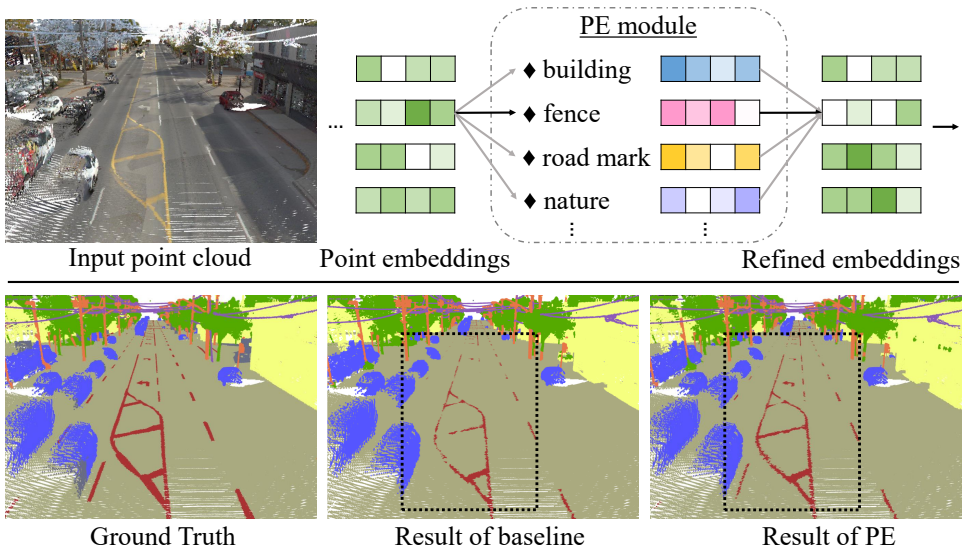 PE module
building
... fence
road mark
nature
⋮ ⋮
Input point cloud Point embeddings Refined embeddings
Ground Truth Result of baseline Result of PE